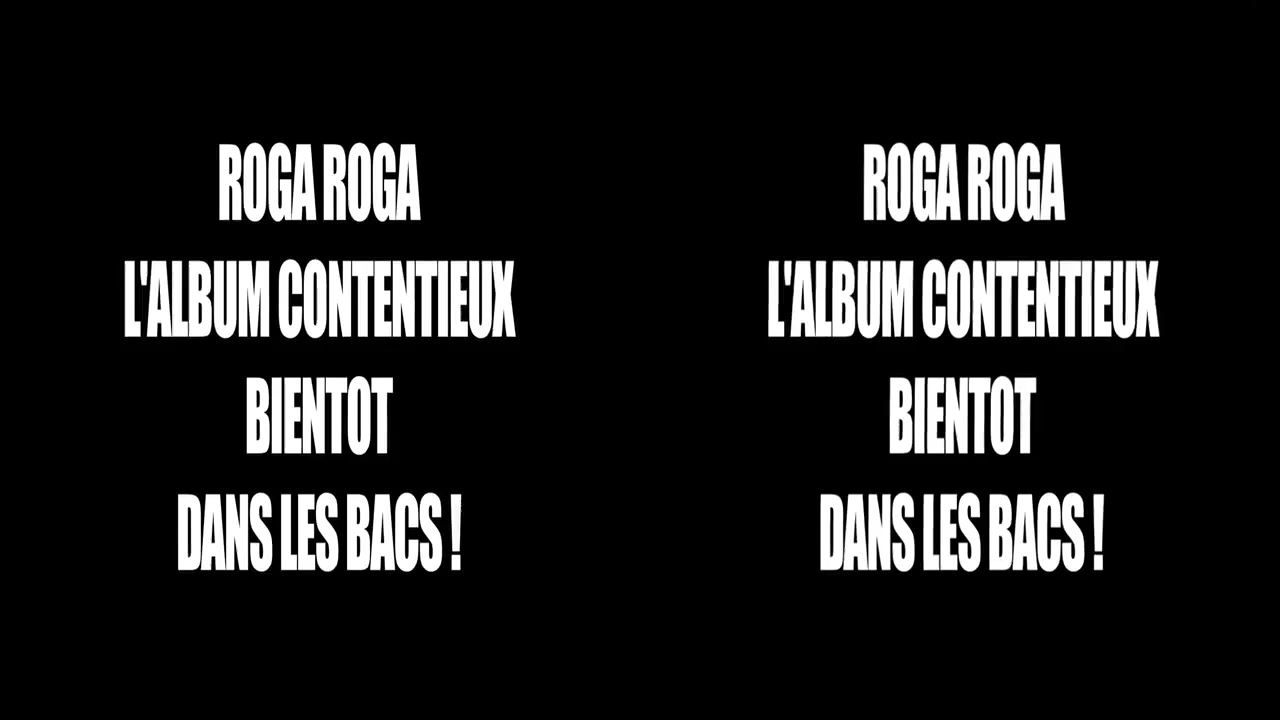 ROGA ROGA
L'ALBUM CONTENTIEUX
BIENTOT
DANS LES BACS !
ROGA ROGA
L'ALBUM CONTENTIEUX
BIENTOT
DANS LES BACS !